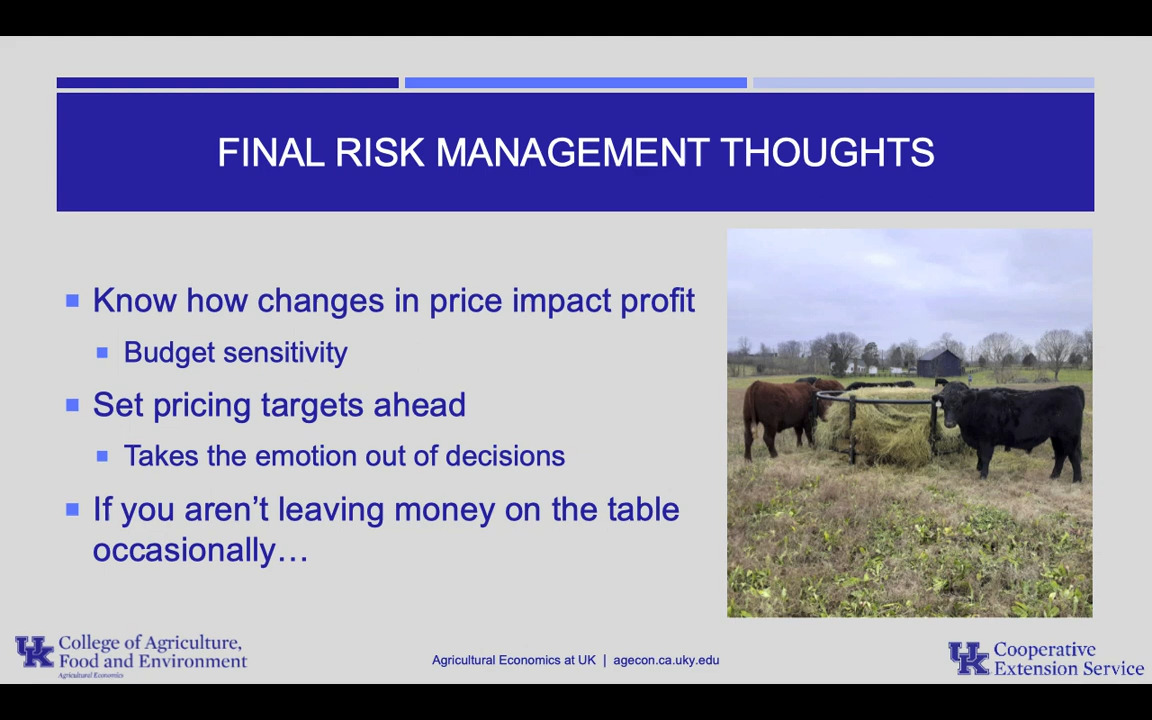 FINAL RISK MANAGEMENT THOUGHTS
Know how changes in price impact profit
Budget sensitivity
Set pricing targets ahead
Takes the emotion out of decisions
If you aren’t leaving money on the table
occasionally…
UK College of Agriculture,
Food and Environment
Agricultural Economics
Agricultural Economics at UK | agecon.ca.uky.edu
UK Cooperative
Extension Service